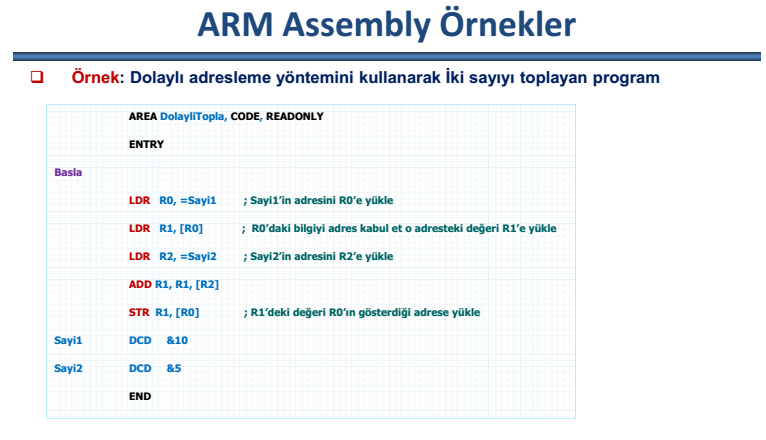 ARM Assembly Örnekler
Örnek: Dolaylı adresleme yöntemini kullanarak İki sayıyı toplayan program
AREA DolayliTopla, CODE, READONLY
ENTRY
Basla
LDR R0, =Sayi1 ; Sayi1’in adresini R0’e yükle
LDR R1, [R0] ; R0’daki bilgiyi adres kabul et o adresteki değeri R1’e yükle
LDR R2, =Sayi2 ; Sayi2’in adresini R2’e yükle
ADD R1, R1, [R2]
STR R1, [R0] ; R1’deki değeri R0’ın gösterdiği adrese yükle
Sayi1 DCD &10
Sayi2 DCD &5
END